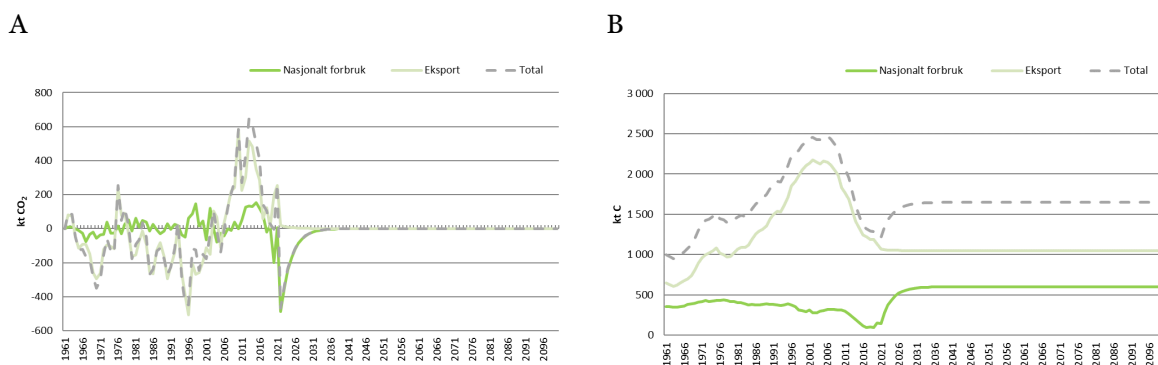 A
Nasjonalt forbruk Eksport Total
kt CO₂
800
600
400
200
0
-200
-400
-600
1961 1966 1971 1976 1981 1986 1991 1996 2001 2006 2011 2016 2021 2026 2031 2036 2041 2046 2051 2056 2061 2066 2071 2076 2081 2086 2091 2096
B
Nasjonalt forbruk Eksport Total
kt C
3 000
2 500
2 000
1 500
1 000
500
0
1961 1966 1971 1976 1981 1986 1991 1996 2001 2006 2011 2016 2021 2026 2031 2036 2041 2046 2051 2056 2061 2066 2071 2076 2081 2086 2091 2096